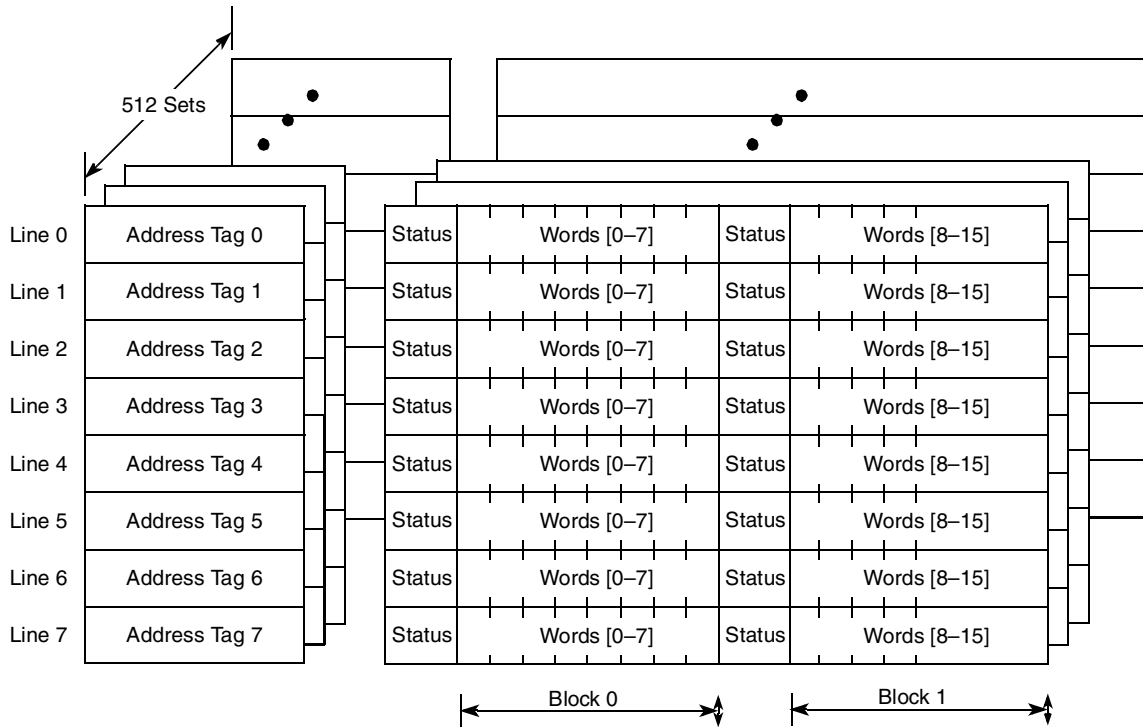 512 Sets
Line 0 Address Tag 0 Status Words [0–7] Status Words [8–15]
Line 1 Address Tag 1 Status Words [0–7] Status Words [8–15]
Line 2 Address Tag 2 Status Words [0–7] Status Words [8–15]
Line 3 Address Tag 3 Status Words [0–7] Status Words [8–15]
Line 4 Address Tag 4 Status Words [0–7] Status Words [8–15]
Line 5 Address Tag 5 Status Words [0–7] Status Words [8–15]
Line 6 Address Tag 6 Status Words [0–7] Status Words [8–15]
Line 7 Address Tag 7 Status Words [0–7] Status Words [8–15]
Block 0 Block 1